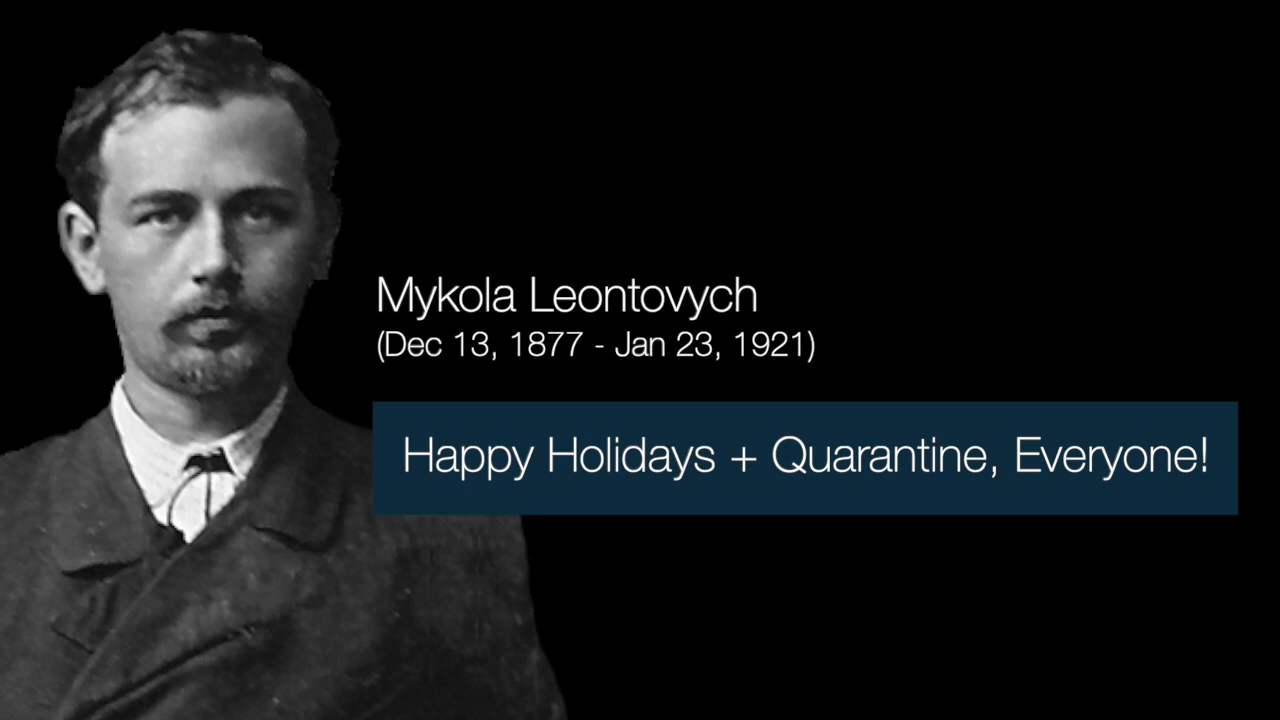 Mykola Leontovych
(Dec 13, 1877 - Jan 23, 1921)
Happy Holidays + Quarantine, Everyone!